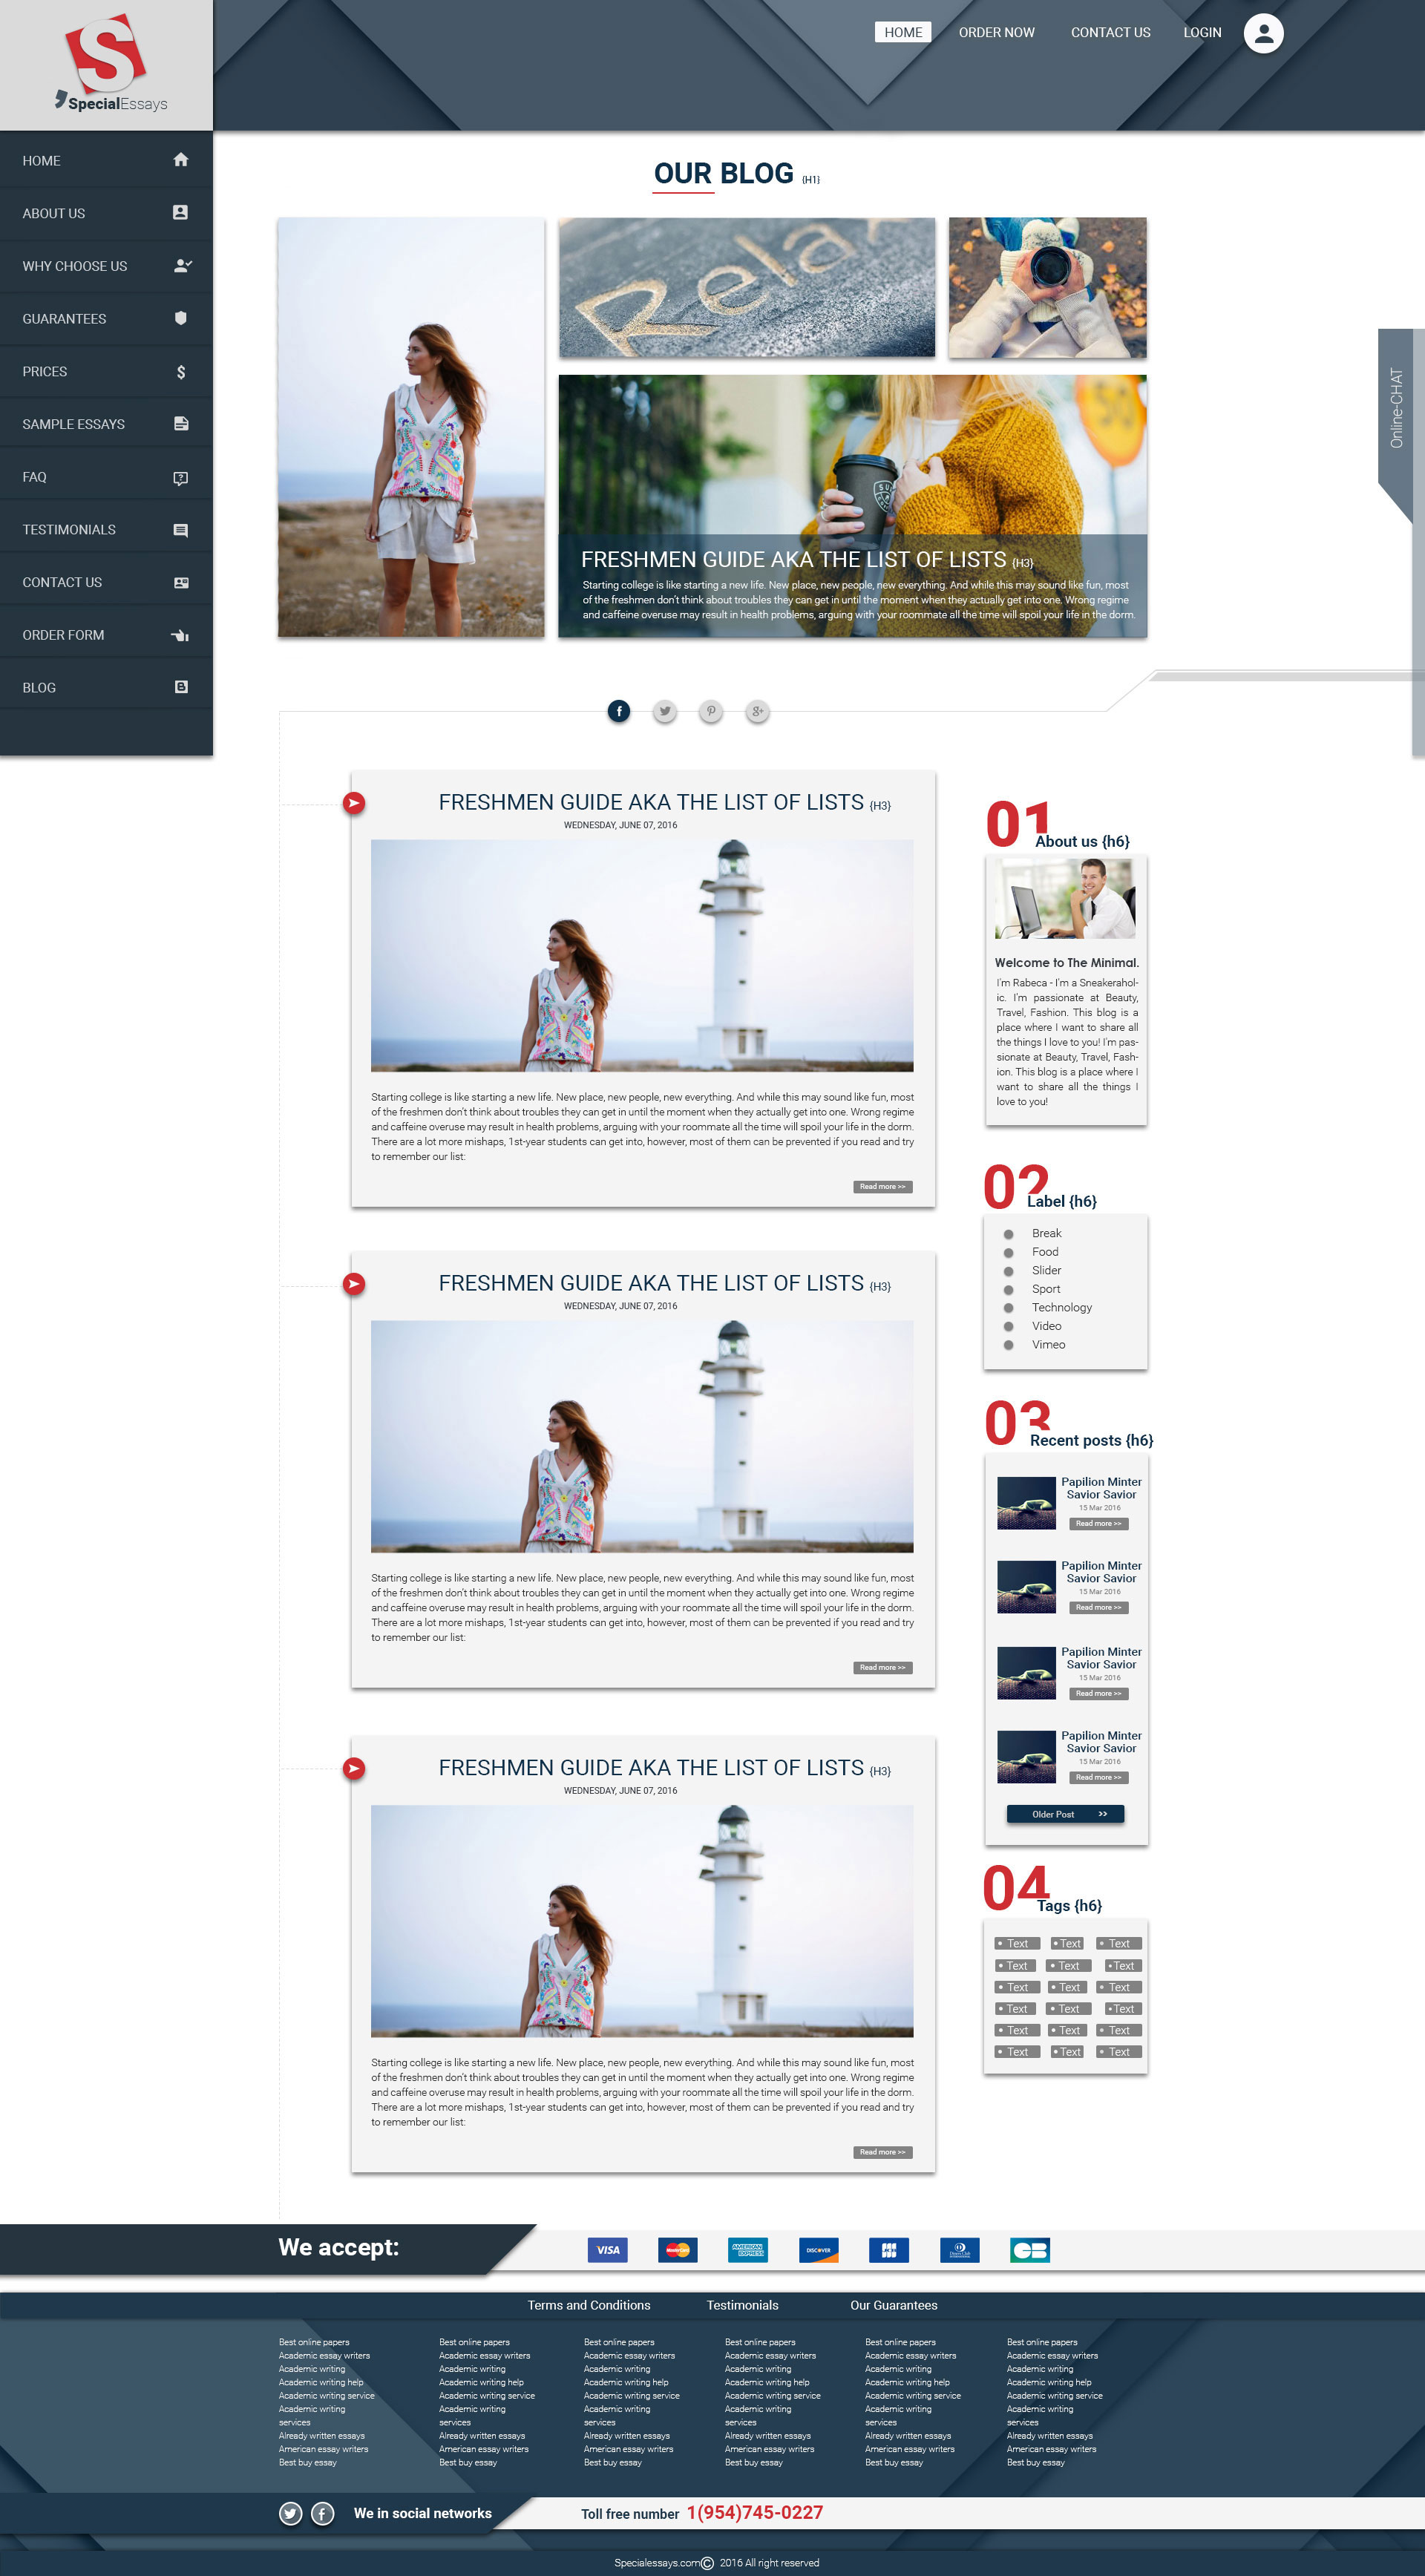 S
SpecialEssays
HOME
ORDER NOW
CONTACT US
LOGIN
HOME
ABOUT US
WHY CHOOSE US
GUARANTEES
PRICES
SAMPLE ESSAYS
FAQ
TESTIMONIALS
CONTACT US
ORDER FORM
BLOG
OUR BLOG {H1}
Relax
Online-CHAT
FRESHMEN GUIDE AKA THE LIST OF LISTS {H3}
Starting college is like starting a new life. New place, new people, new everything. And while this may sound like fun, most
of the freshmen don't think about troubles they can get in until the moment when they actually get into one. Wrong regime
and caffeine overuse may result in health problems, arguing with your roommate all the time will spoil your life in the dorm.
FRESHMEN GUIDE AKA THE LIST OF LISTS {H3}
WEDNESDAY, JUNE 07, 2016
Starting college is like starting a new life. New place, new people, new everything. And while this may sound like fun, most
of the freshmen don't think about troubles they can get in until the moment when they actually get into one. Wrong regime
and caffeine overuse may result in health problems, arguing with your roommate all the time will spoil your life in the dorm.
There are a lot more mishaps, 1st-year students can get into, however, most of them can be prevented if you read and try
to remember our list:
Read more >>
FRESHMEN GUIDE AKA THE LIST OF LISTS {H3}
WEDNESDAY, JUNE 07, 2016
Starting college is like starting a new life. New place, new people, new everything. And while this may sound like fun, most
of the freshmen don't think about troubles they can get in until the moment when they actually get into one. Wrong regime
and caffeine overuse may result in health problems, arguing with your roommate all the time will spoil your life in the dorm.
There are a lot more mishaps, 1st-year students can get into, however, most of them can be prevented if you read and try
to remember our list:
Read more >>
FRESHMEN GUIDE AKA THE LIST OF LISTS {H3}
WEDNESDAY, JUNE 07, 2016
Starting college is like starting a new life. New place, new people, new everything. And while this may sound like fun, most
of the freshmen don't think about troubles they can get in until the moment when they actually get into one. Wrong regime
and caffeine overuse may result in health problems, arguing with your roommate all the time will spoil your life in the dorm.
There are a lot more mishaps, 1st-year students can get into, however, most of them can be prevented if you read and try
to remember our list:
Read more >>
01
About us {h6}
Welcome to The Minimal.
I'm Rabeca - I'm a Sneakerahol-
ic. I'm passionate at Beauty,
Travel, Fashion. This blog is a
place where I want to share all
the things I love to you! I'm pas-
sionate at Beauty, Travel, Fash-
ion. This blog is a place where I
want to share all the things I
love to you!
02
Label {h6}
Break
Food
Slider
Sport
Technology
Video
Vimeo
03
Recent posts {h6}
Papilion Minter
Savior Savior
15 Mar 2016
Read more >>
Papilion Minter
Savior Savior
15 Mar 2016
Read more >>
Papilion Minter
Savior Savior
15 Mar 2016
Read more >>
Papilion Minter
Savior Savior
15 Mar 2016
Read more >>
Older Post >>
04
Tags {h6}
• Text • Text • Text
• Text • Text • Text
• Text • Text • Text
• Text • Text • Text
• Text • Text • Text
• Text • Text • Text
We accept:
VISA
MasterCard
AMERICAN EXPRESS
DISCOVER
JCB
Diners Club
CB
Terms and Conditions
Testimonials
Our Guarantees
Best online papers
Academic essay writers
Academic writing
Academic writing help
Academic writing service
Academic writing
services
Already written essays
American essay writers
Best buy essay
Best online papers
Academic essay writers
Academic writing
Academic writing help
Academic writing service
Academic writing
services
Already written essays
American essay writers
Best buy essay
Best online papers
Academic essay writers
Academic writing
Academic writing help
Academic writing service
Academic writing
services
Already written essays
American essay writers
Best buy essay
Best online papers
Academic essay writers
Academic writing
Academic writing help
Academic writing service
Academic writing
services
Already written essays
American essay writers
Best buy essay
Best online papers
Academic essay writers
Academic writing
Academic writing help
Academic writing service
Academic writing
services
Already written essays
American essay writers
Best buy essay
Best online papers
Academic essay writers
Academic writing
Academic writing help
Academic writing service
Academic writing
services
Already written essays
American essay writers
Best buy essay
We in social networks
Toll free number 1(954)745-0227
Specialessays.com© 2016 All right reserved